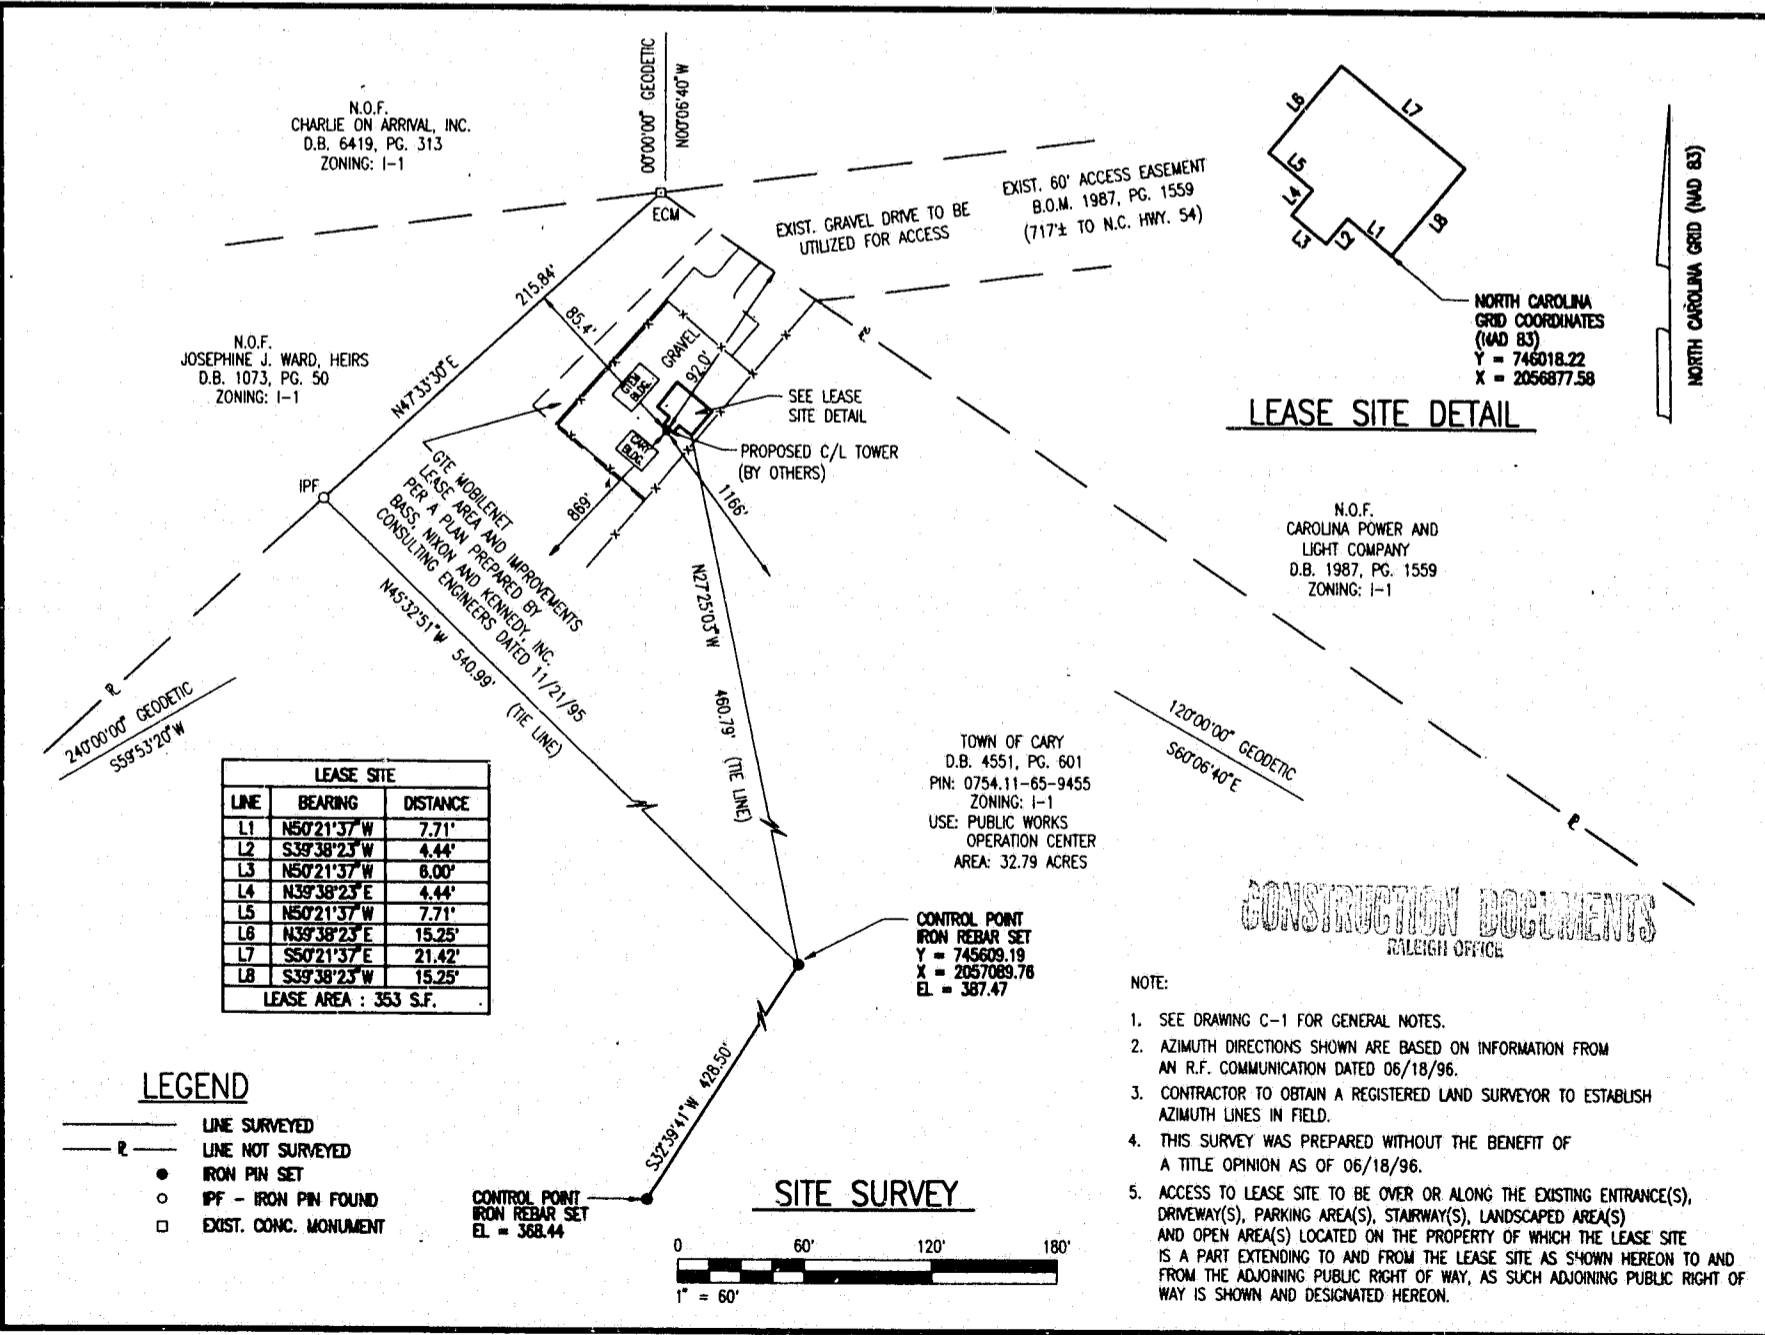 N.O.F.
CHARLIE ON ARRIVAL, INC.
D.B. 6419, PG. 313
ZONING: I-1
00°00'00" GEODETIC
N00°06'40"W
ECM
EXIST. GRAVEL DRIVE TO BE
UTILIZED FOR ACCESS
EXIST. 60' ACCESS EASEMENT
B.O.M. 1987, PG. 1559
(717'± TO N.C. HWY. 54)
L6
L7
L5
L4
L3
L2
L1
L8
NORTH CAROLINA
GRID COORDINATES
(NAD 83)
Y = 746018.22
X = 2056877.58
LEASE SITE DETAIL
NORTH CAROLINA GRID (NAD 83)
215.84'
N47°33'30"E
85.4'
GRAVEL
92.0'
GTEM
BLDG.
CARY
BLDG.
SEE LEASE
SITE DETAIL
PROPOSED C/L TOWER
(BY OTHERS)
869'
1166'
N.O.F.
JOSEPHINE J. WARD, HEIRS
D.B. 1073, PG. 50
ZONING: I-1
IPF
GTE MOBILENET
LEASE AREA AND IMPROVEMENTS
PER A PLAN PREPARED BY
BASS, NIXON AND KENNEDY, INC.
CONSULTING ENGINEERS DATED 11/21/95
N45°32'51"W 540.99'
(TIE LINE)
N27°25'03"W
460.79' (TIE LINE)
N.O.F.
CAROLINA POWER AND
LIGHT COMPANY
D.B. 1987, PG. 1559
ZONING: I-1
240°00'00" GEODETIC
S59°53'20"W
120°00'00" GEODETIC
S60°06'40"E
TOWN OF CARY
D.B. 4551, PG. 601
PIN: 0754.11-65-9455
ZONING: I-1
USE: PUBLIC WORKS
OPERATION CENTER
AREA: 32.79 ACRES
LEASE SITE
LINE BEARING DISTANCE
L1 N50°21'37"W 7.71'
L2 S39°38'23"W 4.44'
L3 N50°21'37"W 6.00'
L4 N39°38'23"E 4.44'
L5 N50°21'37"W 7.71'
L6 N39°38'23"E 15.25'
L7 S50°21'37"E 21.42'
L8 S39°38'23"W 15.25'
LEASE AREA : 353 S.F.
CONTROL POINT
IRON REBAR SET
Y = 745609.19
X = 2057089.76
EL = 387.47
CONSTRUCTION DOCUMENTS
RALEIGH OFFICE
S32°39'41"W 428.50'
CONTROL POINT
IRON REBAR SET
EL = 368.44
LEGEND
LINE SURVEYED
LINE NOT SURVEYED
IRON PIN SET
IPF - IRON PIN FOUND
EXIST. CONC. MONUMENT
SITE SURVEY
0 60' 120' 180'
1" = 60'
NOTE:
1. SEE DRAWING C-1 FOR GENERAL NOTES.
2. AZIMUTH DIRECTIONS SHOWN ARE BASED ON INFORMATION FROM
AN R.F. COMMUNICATION DATED 06/18/96.
3. CONTRACTOR TO OBTAIN A REGISTERED LAND SURVEYOR TO ESTABLISH
AZIMUTH LINES IN FIELD.
4. THIS SURVEY WAS PREPARED WITHOUT THE BENEFIT OF
A TITLE OPINION AS OF 06/18/96.
5. ACCESS TO LEASE SITE TO BE OVER OR ALONG THE EXISTING ENTRANCE(S),
DRIVEWAY(S), PARKING AREA(S), STAIRWAY(S), LANDSCAPED AREA(S)
AND OPEN AREA(S) LOCATED ON THE PROPERTY OF WHICH THE LEASE SITE
IS A PART EXTENDING TO AND FROM THE LEASE SITE AS SHOWN HEREON TO AND
FROM THE ADJOINING PUBLIC RIGHT OF WAY, AS SUCH ADJOINING PUBLIC RIGHT OF
WAY IS SHOWN AND DESIGNATED HEREON.